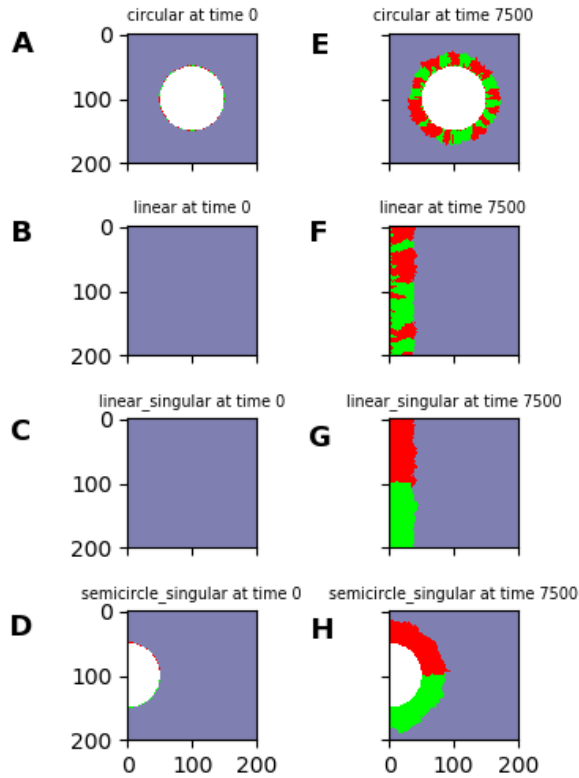 A
circular at time 0
E
circular at time 7500
0
100
200
B
linear at time 0
F
linear at time 7500
0
100
200
C
linear_singular at time 0
G
linear_singular at time 7500
0
100
200
D
semicircle_singular at time 0
H
semicircle_singular at time 7500
0
100
200
0 100 200
0 100 200